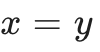 x = y